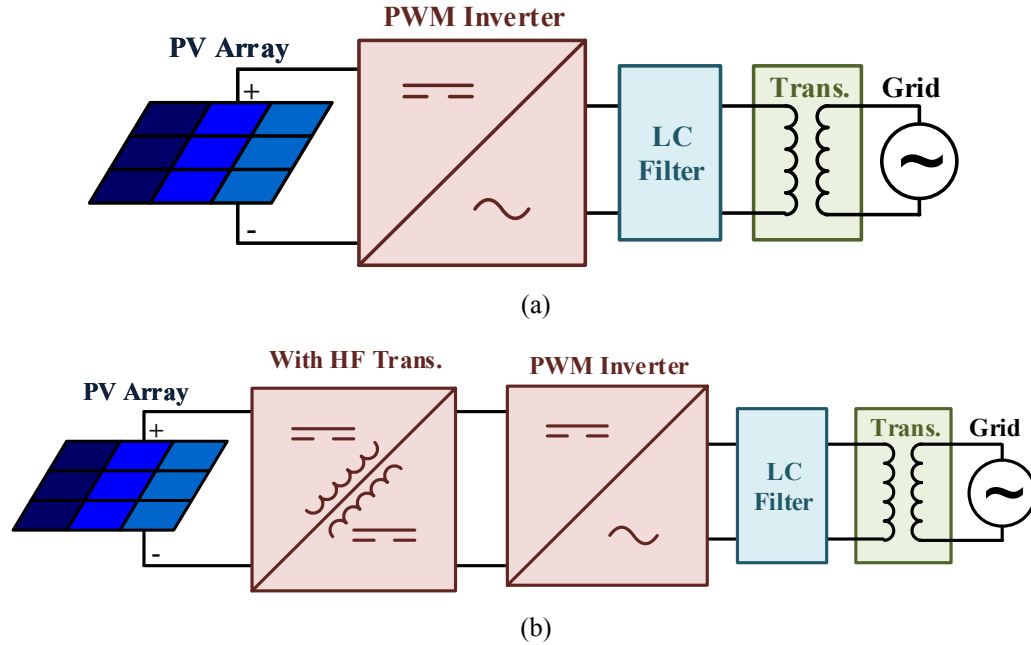 PWM Inverter
PV Array
+
Trans.
Grid
LC
Filter
~
-
(a)
With HF Trans.
PWM Inverter
PV Array
+
Trans.
Grid
LC
Filter
~
-
(b)